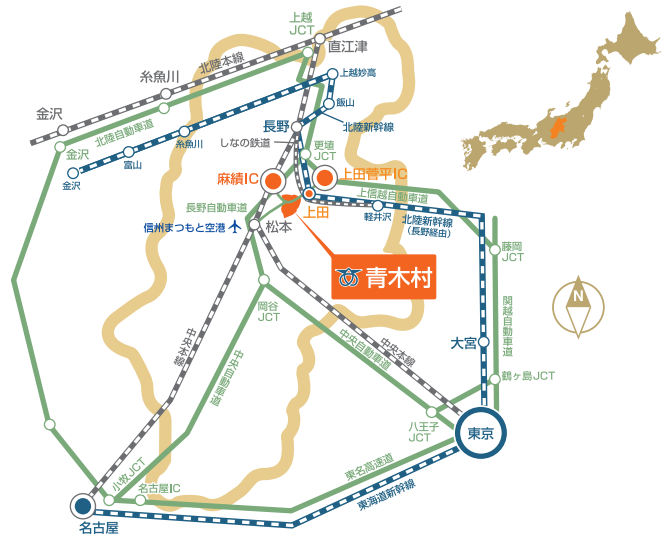 上越
JCT
直江津
北陸本線
糸魚川
上越妙高
金沢
北陸自動車道
飯山
長野
北陸新幹線
糸魚川
しなの鉄道
金沢
富山
更埴
JCT
金沢
麻績IC
上田菅平IC
上信越自動車道
長野自動車道
上田
軽井沢
北陸新幹線
(長野経由)
信州まつもと空港
松本
藤岡
JCT
青木村
N
岡谷
JCT
関越自動車道
中央本線
中央自動車道
中央自動車道
中央本線
大宮
鶴ヶ島JCT
八王子
JCT
東京
小牧JCT
名古屋IC
東名高速道
東海道新幹線
名古屋